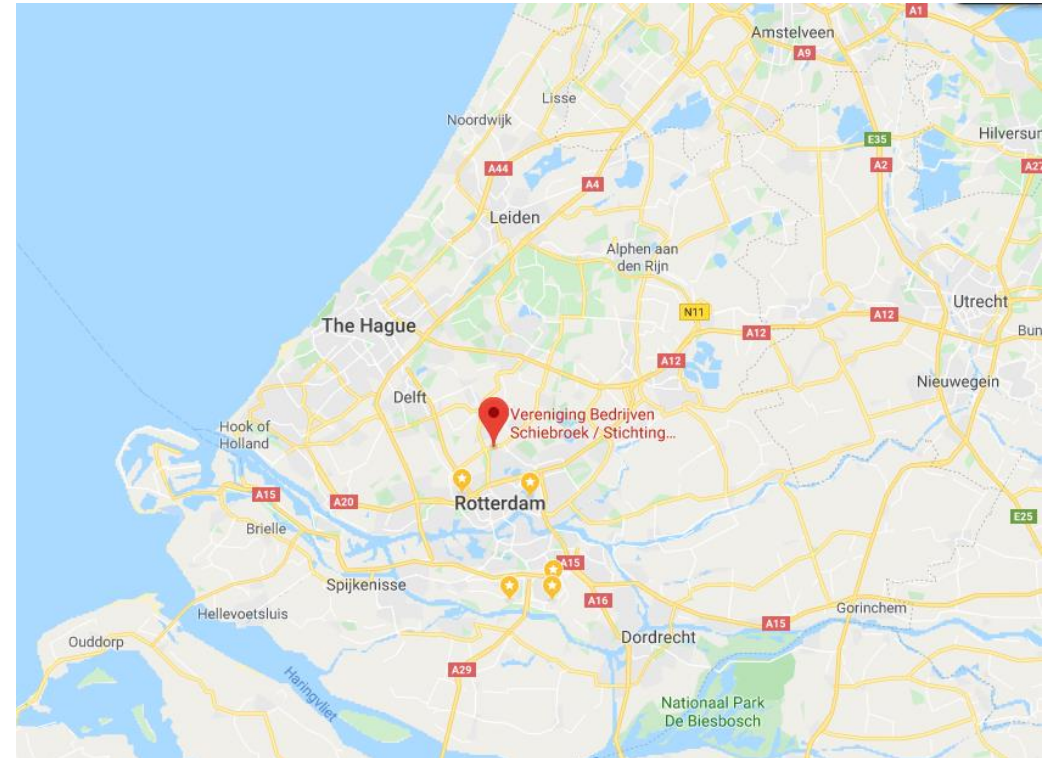 A1
Amstelveen
A9
Lisse
Noordwijk
E35
Hilversur
A44
A2
A27
A4
Leiden
Alphen aan
den Rijn
Utrecht
N11
A12
The Hague
A12
Bun
A12
Nieuwegein
Delft
Vereniging Bedrijven
Schiebroek / Stichting...
Hook of
Holland
A15
A20
Rotterdam
E25
Brielle
A15
Spijkenisse
A16
Hellevoetsluis
Gorinchem
A15
Ouddorp
Dordrecht
A29
Haringvliet
Nationaal Park
De Biesbosch